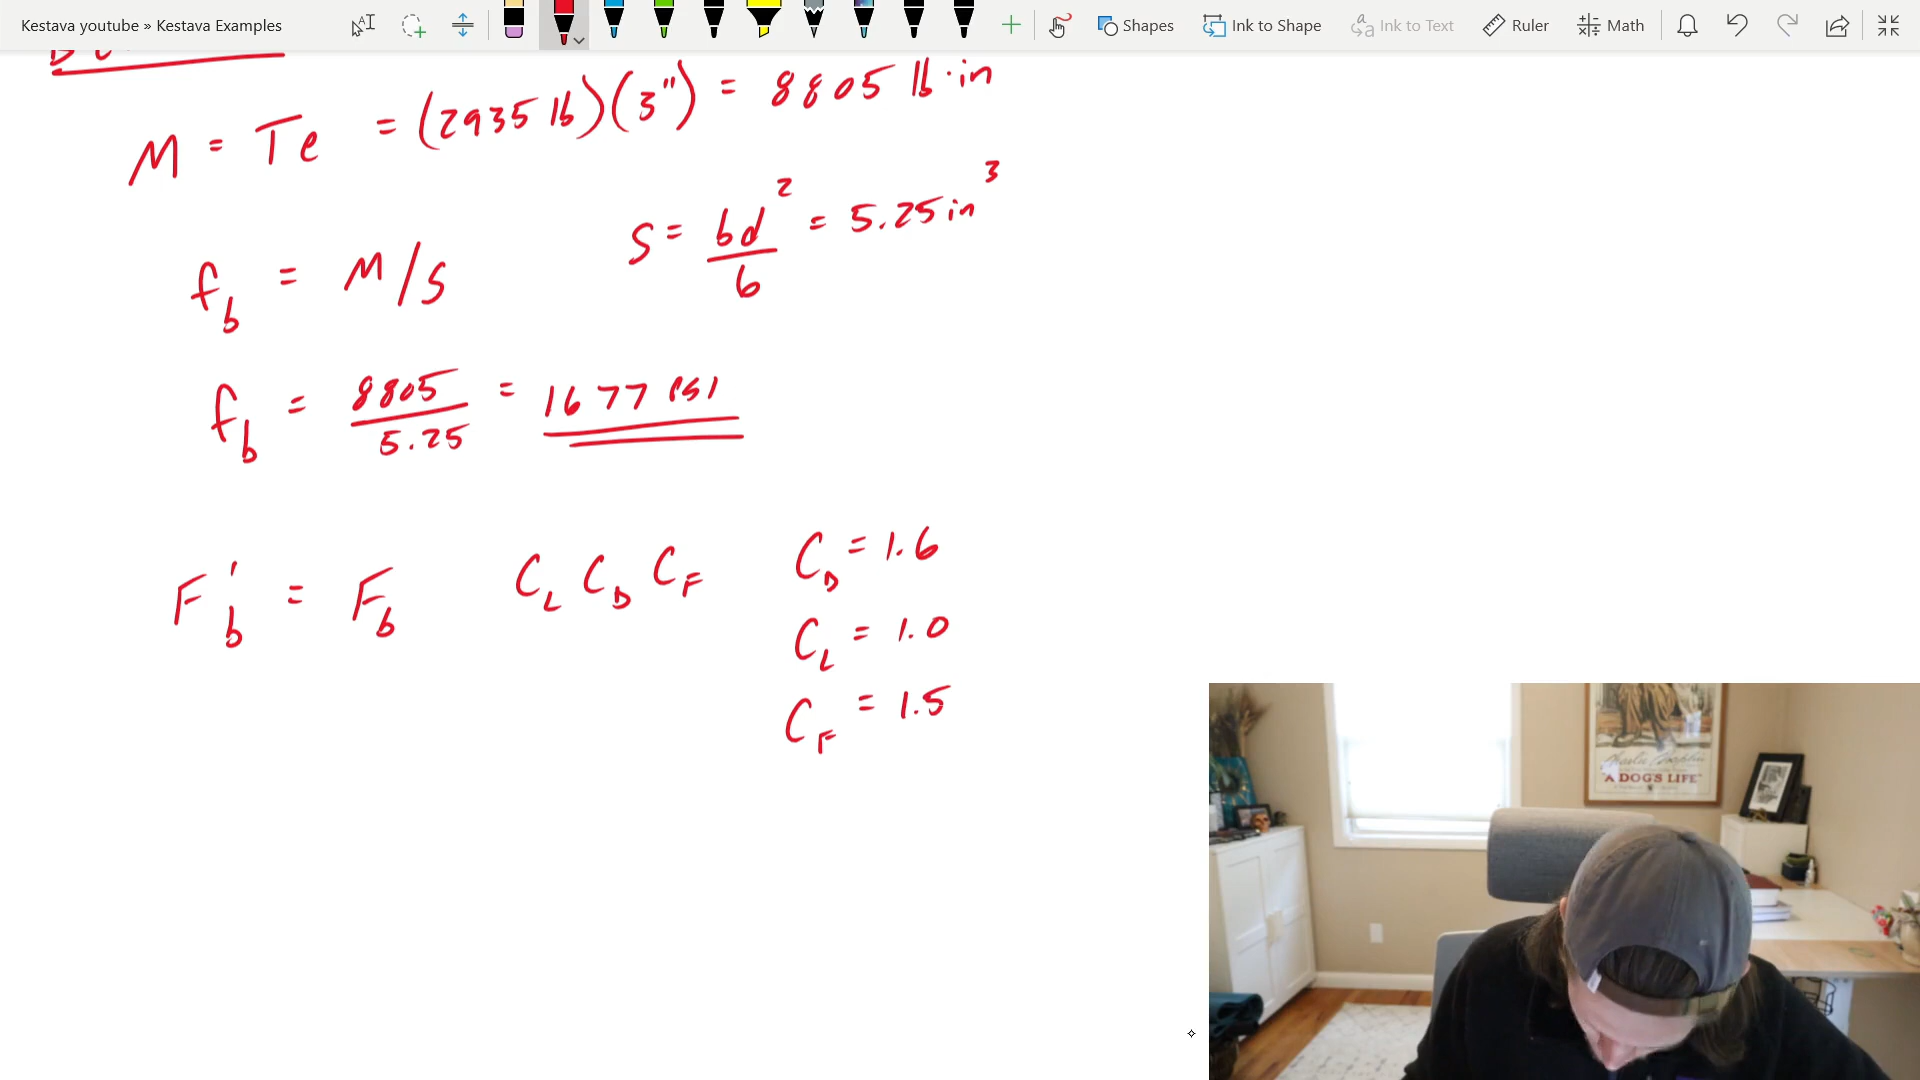 Kestava youtube » Kestava Examples
Shapes
Ink to Shape
Ink to Text
Ruler
Math
M = Te = (2935 lb)(3") = 8805 lb·in
S = bd²/6 = 5.25 in³
f_b = M/S
f_b = 8805/5.25 = 1677 PSI
F'_b = F_b C_L C_D C_F
C_D = 1.6
C_L = 1.0
C_F = 1.5
"A DOG'S LIFE"